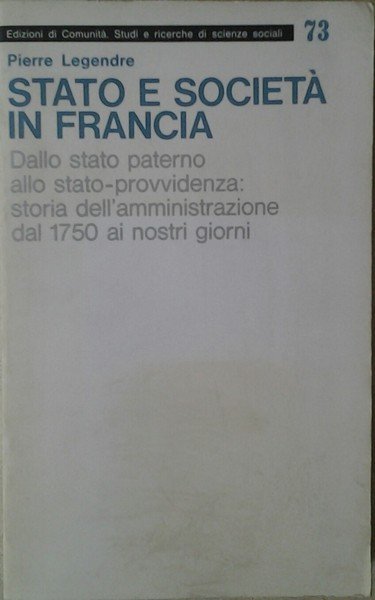 Edizioni di Comunità. Studi e ricerche di scienze sociali 73
Pierre Legendre
STATO E SOCIETÀ
IN FRANCIA
Dallo stato paterno
allo stato-provvidenza:
storia dell'amministrazione
dal 1750 ai nostri giorni